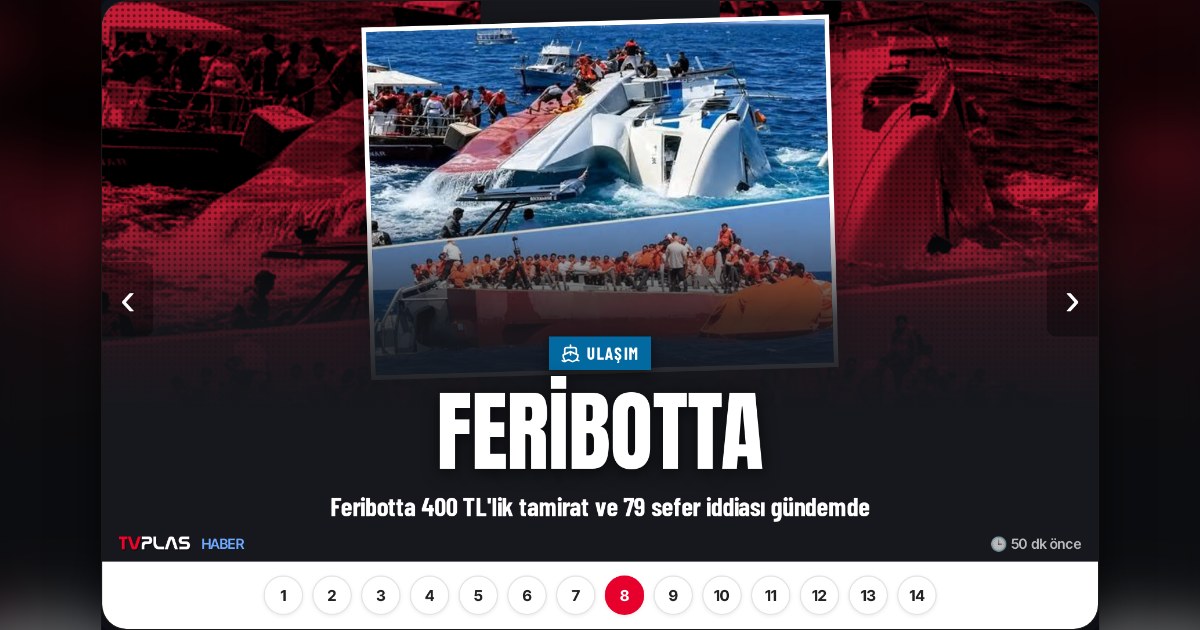 ULAŞIM
FERİBOTTA
Feribotta 400 TL'lik tamirat ve 79 sefer iddiası gündemde
TVPLAS HABER
50 dk önce
1 2 3 4 5 6 7 8 9 10 11 12 13 14